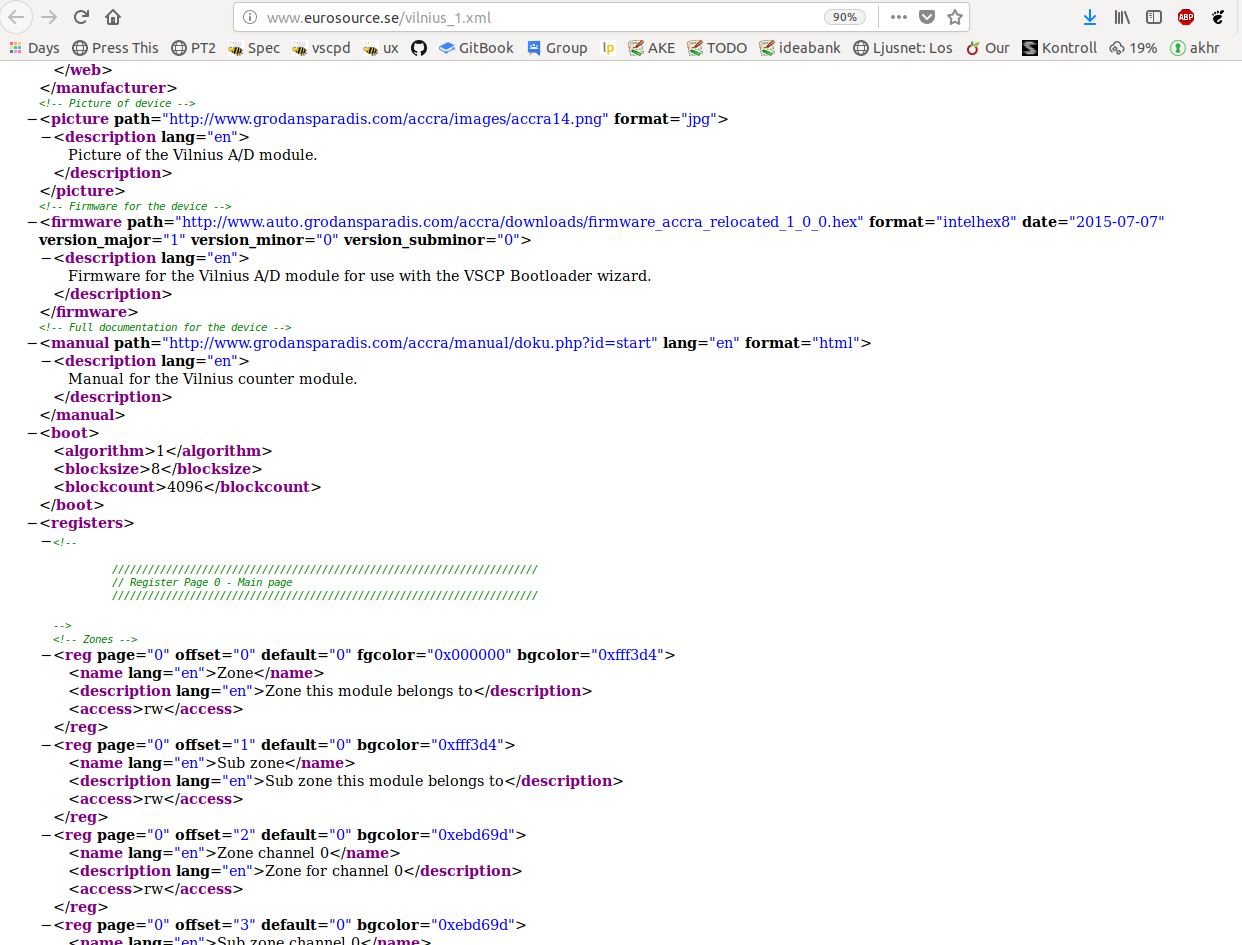 www.eurosource.se/vilnius_1.xml 90%
Days Press This PT2 Spec vscpd ux GitBook Group lp AKE TODO ideabank Ljusnet: Los Our Kontroll 19% akhr
</web>
</manufacturer>
<!-- Picture of device -->
−<picture path="http://www.grodansparadis.com/accra/images/accra14.png" format="jpg">
−<description lang="en">
Picture of the Vilnius A/D module.
</description>
</picture>
<!-- Firmware for the device -->
−<firmware path="http://www.auto.grodansparadis.com/accra/downloads/firmware_accra_relocated_1_0_0.hex" format="intelhex8" date="2015-07-07"
version_major="1" version_minor="0" version_subminor="0">
−<description lang="en">
Firmware for the Vilnius A/D module for use with the VSCP Bootloader wizard.
</description>
</firmware>
<!-- Full documentation for the device -->
−<manual path="http://www.grodansparadis.com/accra/manual/doku.php?id=start" lang="en" format="html">
−<description lang="en">
Manual for the Vilnius counter module.
</description>
</manual>
−<boot>
<algorithm>1</algorithm>
<blocksize>8</blocksize>
<blockcount>4096</blockcount>
</boot>
−<registers>
−<!--
///////////////////////////////////////////////////////////////////////
// Register Page 0 - Main page
///////////////////////////////////////////////////////////////////////
-->
<!-- Zones -->
−<reg page="0" offset="0" default="0" fgcolor="0x000000" bgcolor="0xfff3d4">
<name lang="en">Zone</name>
<description lang="en">Zone this module belongs to</description>
<access>rw</access>
</reg>
−<reg page="0" offset="1" default="0" bgcolor="0xfff3d4">
<name lang="en">Sub zone</name>
<description lang="en">Sub zone this module belongs to</description>
<access>rw</access>
</reg>
−<reg page="0" offset="2" default="0" bgcolor="0xebd69d">
<name lang="en">Zone channel 0</name>
<description lang="en">Zone for channel 0</description>
<access>rw</access>
</reg>
−<reg page="0" offset="3" default="0" bgcolor="0xebd69d">
<name lang="en">Sub zone channel 0</name>